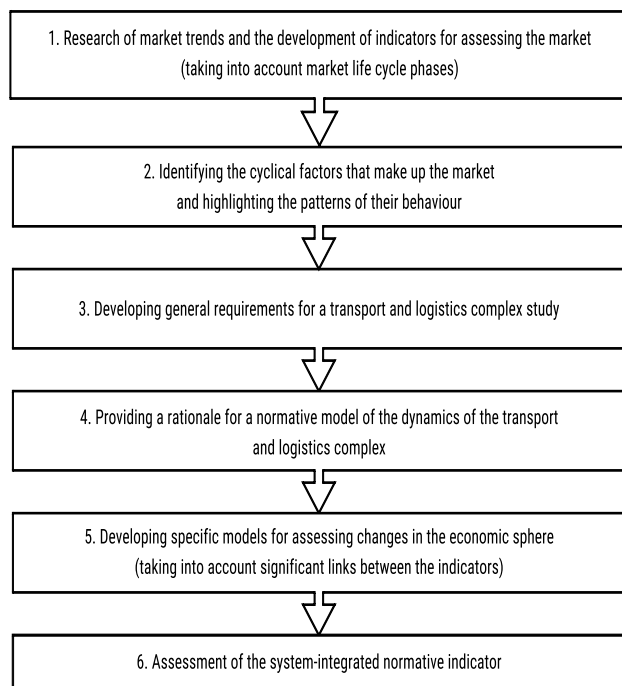 1. Research of market trends and the development of indicators for assessing the market
(taking into account market life cycle phases)
2. Identifying the cyclical factors that make up the market
and highlighting the patterns of their behaviour
3. Developing general requirements for a transport and logistics complex study
4. Providing a rationale for a normative model of the dynamics of the transport
and logistics complex
5. Developing specific models for assessing changes in the economic sphere
(taking into account significant links between the indicators)
6. Assessment of the system-integrated normative indicator